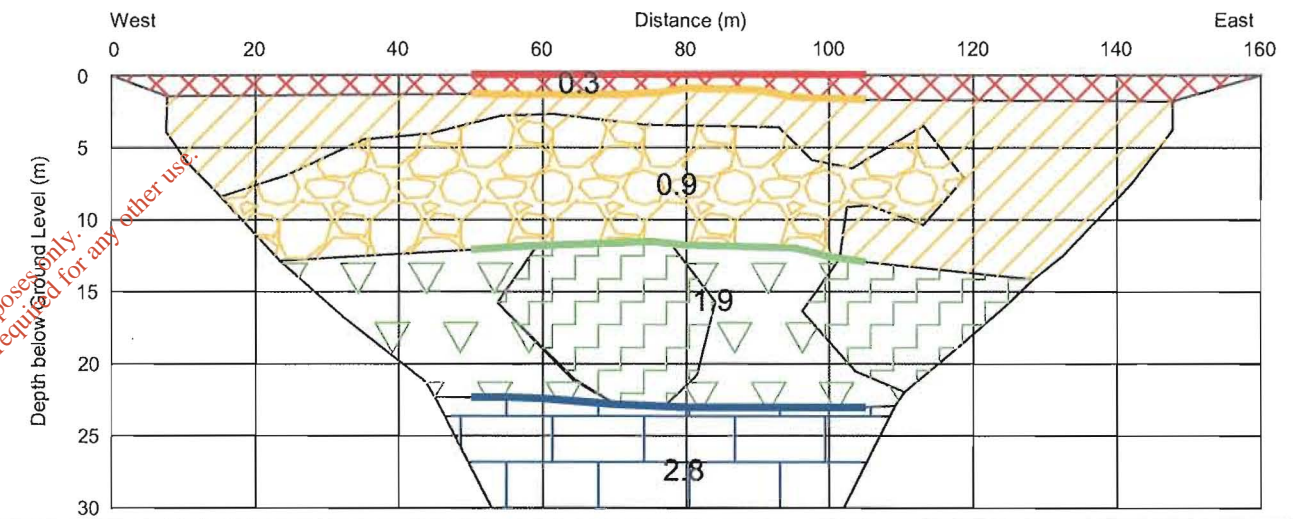 West Distance (m) East
0 20 40 60 80 100 120 140 160
0
5
10
15
20
25
30
Depth below Ground Level (m)
0.3
0.9
1.9
2.8
poses only.
required for any other use.